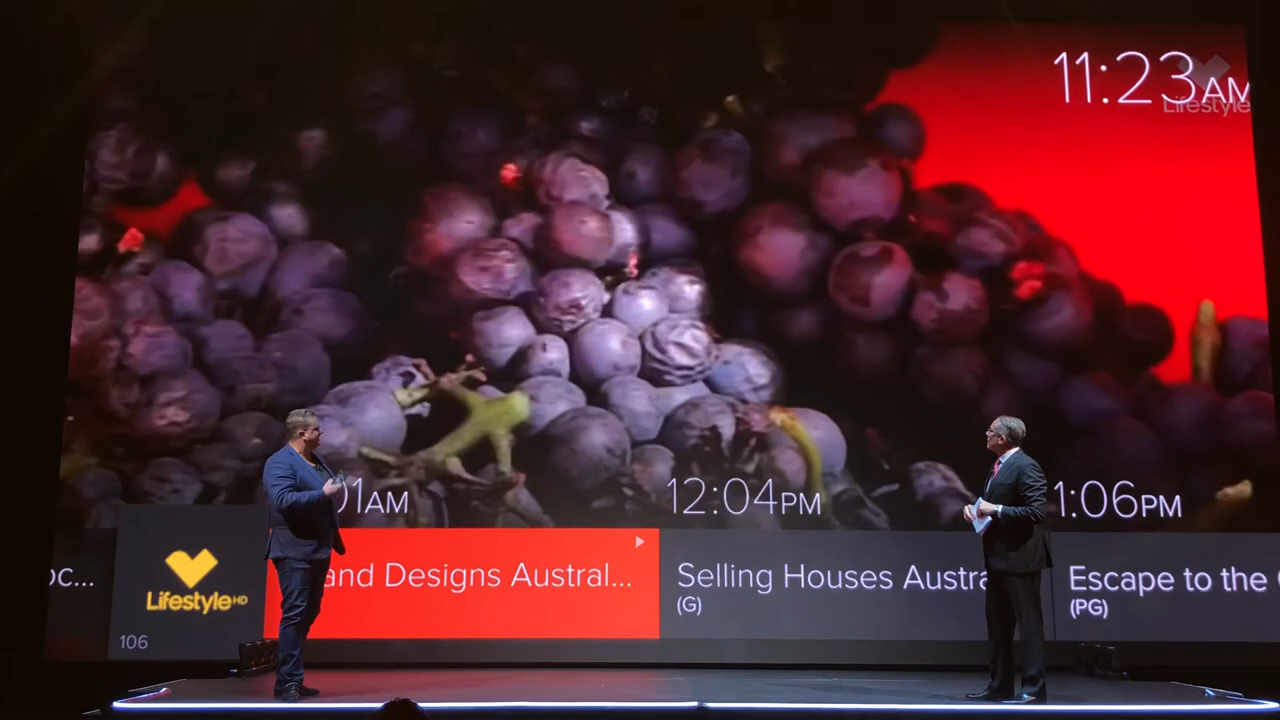 11:23AM
Lifestyle
01AM
12:04PM
1:06PM
oc...
Lifestyle HD
106
and Designs Austral...
Selling Houses Austra
(G)
Escape to the
(PG)